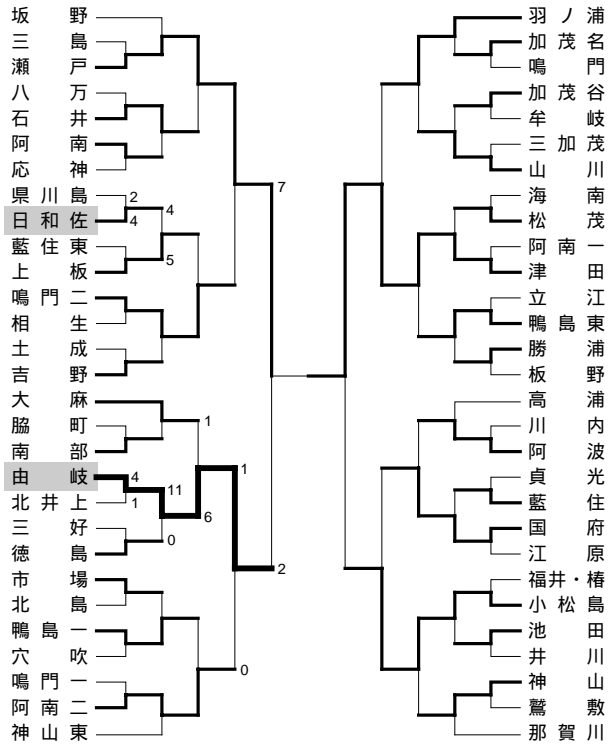 坂野
三島
瀬戸
八万
石井
阿南
応神
県川島 2
4
日和佐 4
藍住東
5
上板
鳴門二
相生
土成
吉野
大麻
1
脇町
南部
由岐 4
11
1
北井上 1
6
三好
0
徳島
市場
北島
鴨島一
穴吹
0
鳴門一
阿南二
神山東
7
2
羽ノ浦
加茂名
鳴門
加茂谷
牟岐
三加茂
山川
海南
松茂
阿南一
津田
立江
鴨島東
勝浦
板野
高浦
川内
阿波
貞光
藍住
国府
江原
福井・椿
小松島
池田
井川
神山
鷲敷
那賀川